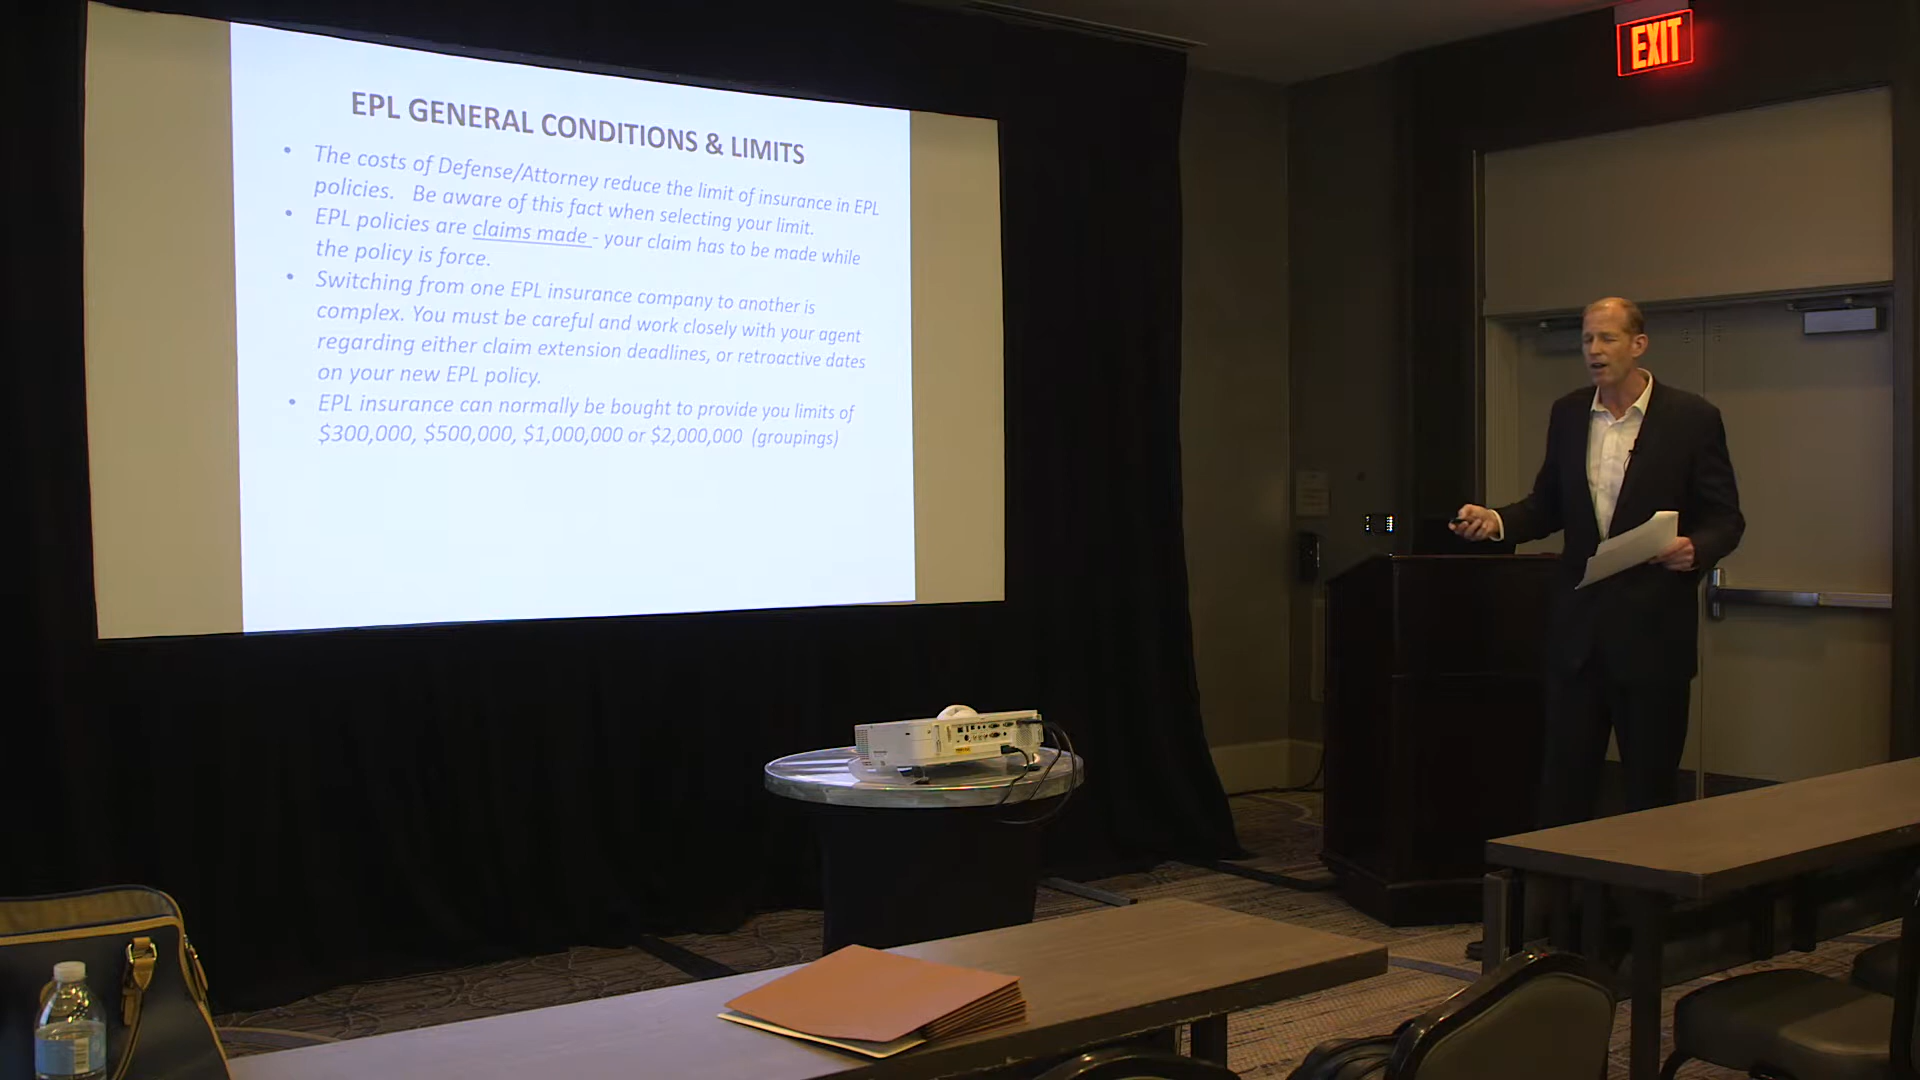 EXIT
EPL GENERAL CONDITIONS & LIMITS
• The costs of Defense/Attorney reduce the limit of insurance in EPL
policies. Be aware of this fact when selecting your limit.
• EPL policies are claims made - your claim has to be made while
the policy is force.
• Switching from one EPL insurance company to another is
complex. You must be careful and work closely with your agent
regarding either claim extension deadlines, or retroactive dates
on your new EPL policy.
• EPL insurance can normally be bought to provide you limits of
$300,000, $500,000, $1,000,000 or $2,000,000 (groupings)